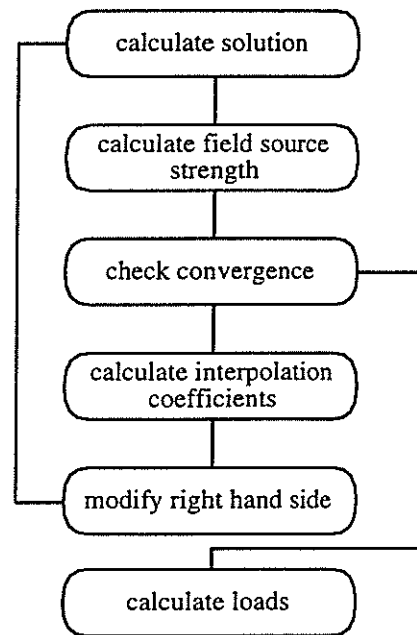 calculate solution
calculate field source
strength
check convergence
calculate interpolation
coefficients
modify right hand side
calculate loads